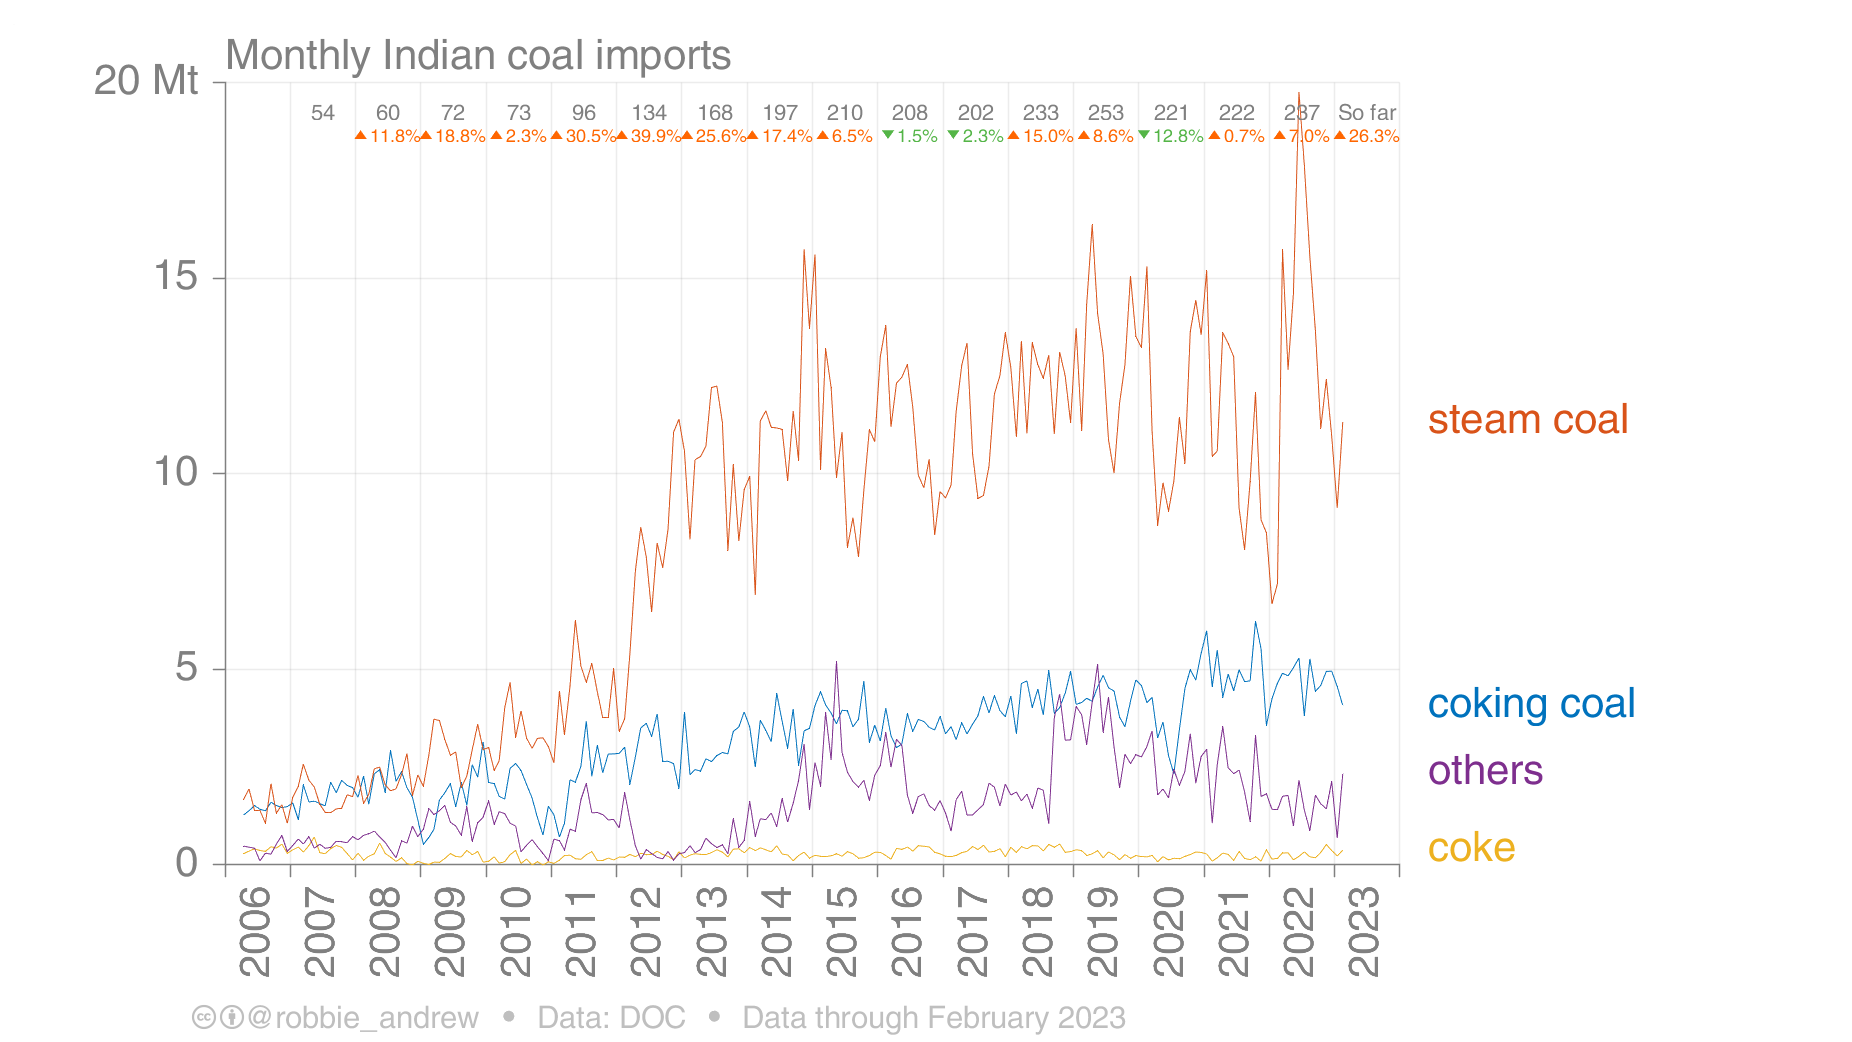 Monthly Indian coal imports
20 Mt
54 60 72 73 96 134 168 197 210 208 202 233 253 221 222 237 So far
▲ 11.8% ▲ 18.8% ▲ 2.3% ▲ 30.5% ▲ 39.9% ▲ 25.6% ▲ 17.4% ▲ 6.5% ▼ 1.5% ▼ 2.3% ▲ 15.0% ▲ 8.6% ▼ 12.8% ▲ 0.7% ▲ 7.0% ▲ 26.3%
15
10
steam coal
5
coking coal
others
coke
0
2006 2007 2008 2009 2010 2011 2012 2013 2014 2015 2016 2017 2018 2019 2020 2021 2022 2023
@robbie_andrew • Data: DOC • Data through February 2023